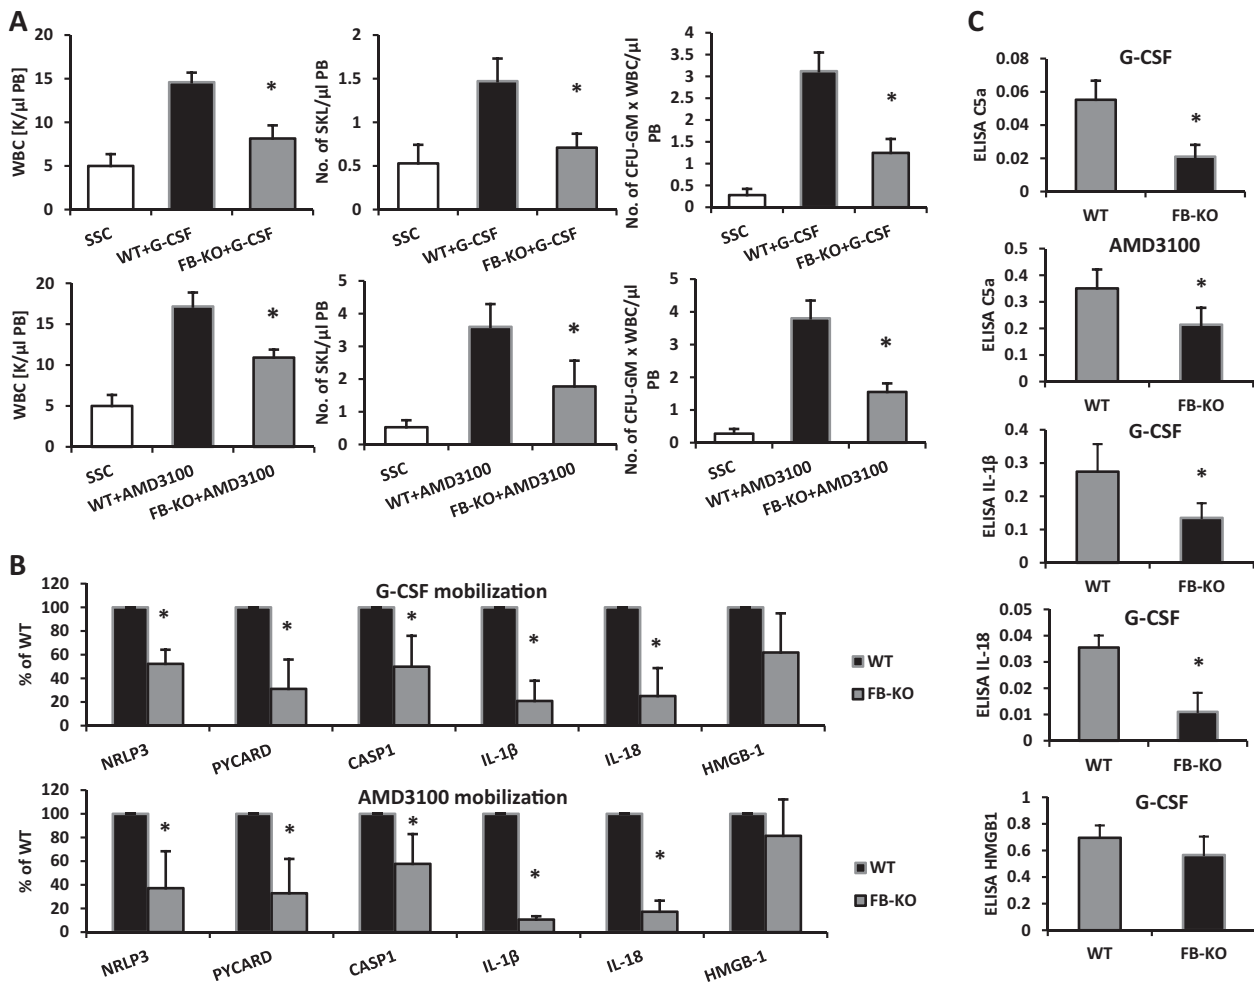 A
WBC [K/µl PB]
20
15
10
5
0
*
SSC
WT+G-CSF
FB-KO+G-CSF
No. of SKL/µl PB
2
1.5
1
0.5
0
*
SSC
WT+G-CSF
FB-KO+G-CSF
No. of CFU-GM x WBC/µl
PB
4
3.5
3
2.5
2
1.5
1
0.5
0
*
SSC
WT+G-CSF
FB-KO+G-CSF
WBC [K/µl PB]
20
15
10
5
0
*
SSC
WT+AMD3100
FB-KO+AMD3100
No. of SKL/µl PB
5
4
3
2
1
0
*
SSC
WT+AMD3100
FB-KO+AMD3100
No. of CFU-GM x WBC/µl
PB
5
4
3
2
1
0
*
SSC
WT+AMD3100
FB-KO+AMD3100
B
G-CSF mobilization
% of WT
120
100
80
60
40
20
0
* * * * *
NRLP3 PYCARD CASP1 IL-1β IL-18 HMGB-1
WT
FB-KO
AMD3100 mobilization
% of WT
120
100
80
60
40
20
0
* * * * *
NRLP3 PYCARD CASP1 IL-1β IL-18 HMGB-1
WT
FB-KO
C
G-CSF
ELISA C5a
0.08
0.06
0.04
0.02
0
*
WT FB-KO
AMD3100
ELISA C5a
0.5
0.4
0.3
0.2
0.1
0
*
WT FB-KO
G-CSF
ELISA IL-1β
0.4
0.3
0.2
0.1
0
*
WT FB-KO
G-CSF
ELISA IL-18
0.05
0.04
0.03
0.02
0.01
0
*
WT FB-KO
G-CSF
ELISA HMGB1
1
0.8
0.6
0.4
0.2
0
WT FB-KO